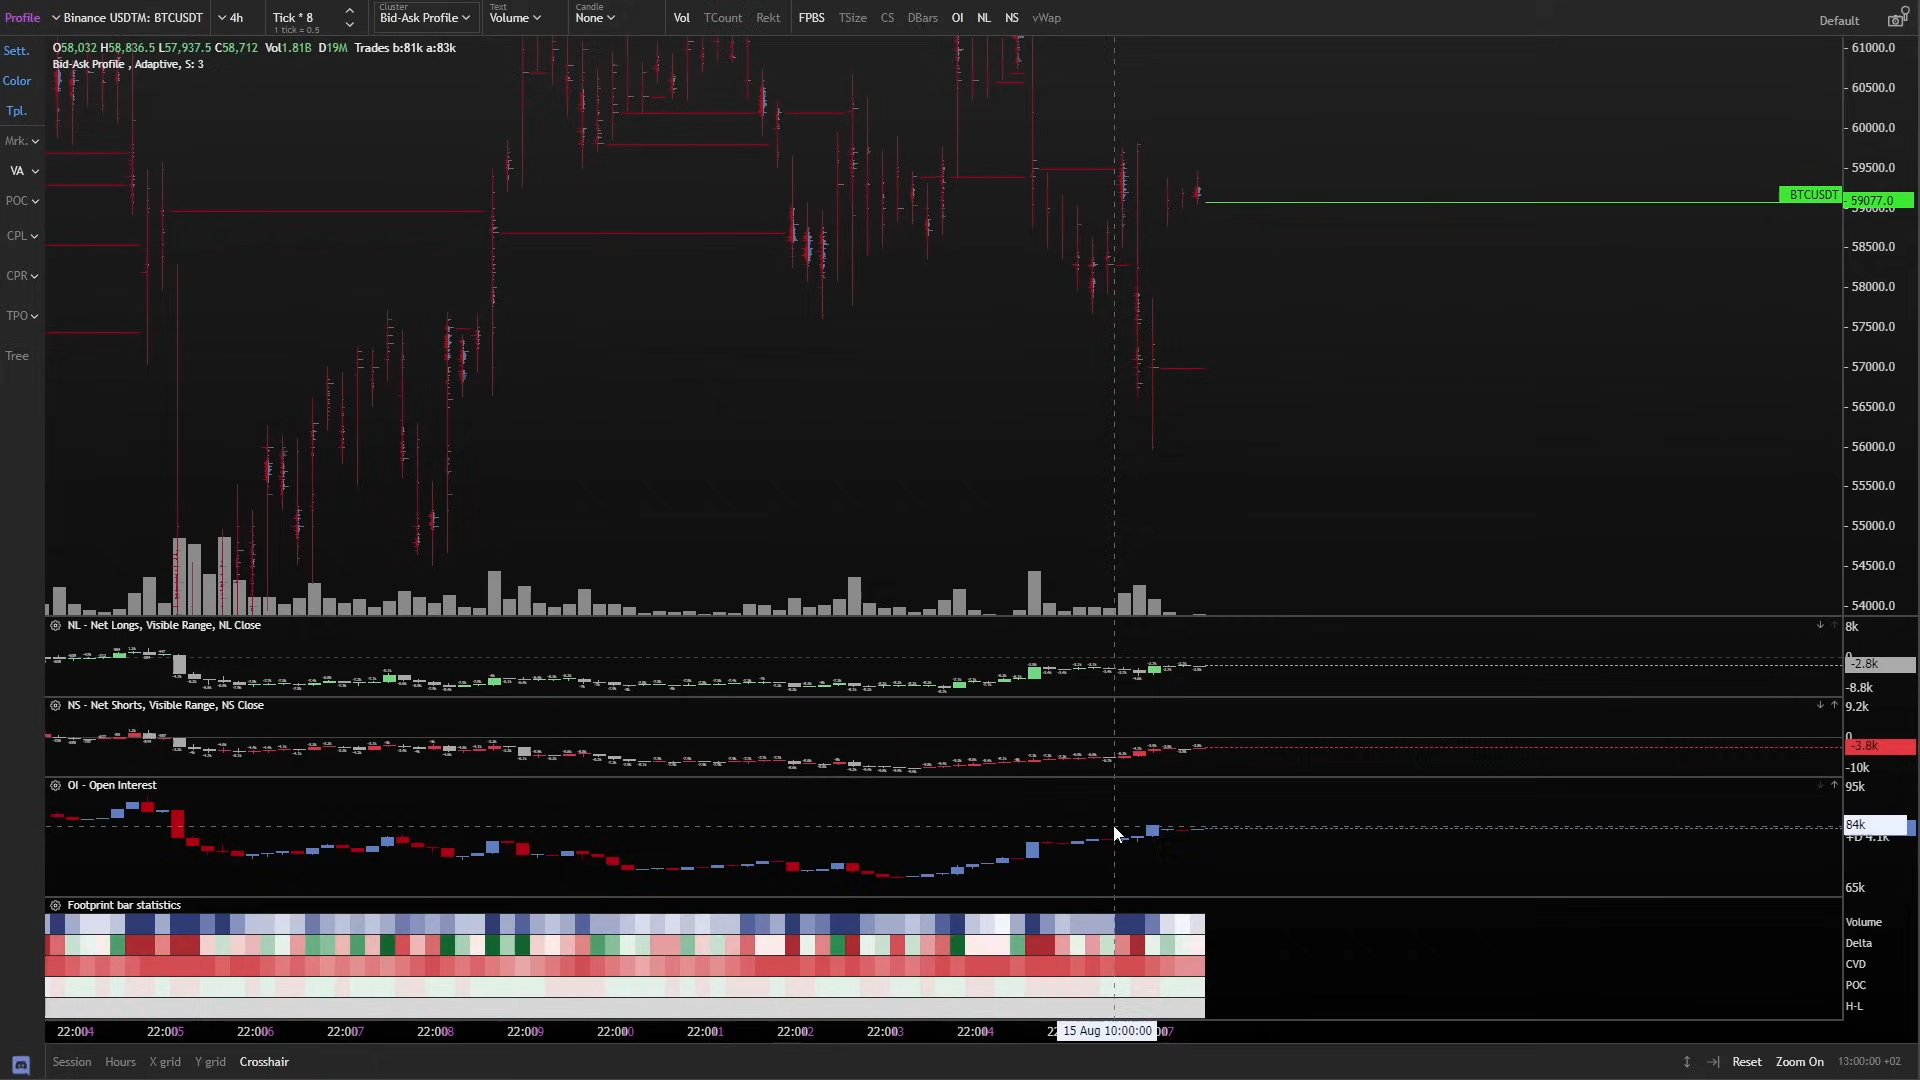 Profile Binance USDTM: BTCUSDT 4h Tick * 8 1 tick = 0.5 Cluster Bid-Ask Profile Text Volume Candle None Vol TCount Rekt FPBS TSize CS DBars OI NL NS vWap Default
Sett. O58,032 H58,836.5 L57,937.5 C58,712 Vol1.81B D19M Trades b:81k a:83k
Bid-Ask Profile , Adaptive, S: 3
Color
Tpl.
Mrk.
VA
POC
CPL
CPR
TPO
Tree
61000.0
60500.0
60000.0
59500.0
BTCUSDT 59077.0
58500.0
58000.0
57500.0
57000.0
56500.0
56000.0
55500.0
55000.0
54500.0
54000.0
NL - Net Longs, Visible Range, NL Close
8k
0
-2.8k
-8.8k
NS - Net Shorts, Visible Range, NS Close
9.2k
0
-3.8k
-10k
OI - Open Interest
95k
84k
65k
Footprint bar statistics
Volume
Delta
CVD
POC
H-L
22:004 22:005 22:006 22:007 22:008 22:009 22:000 22:001 22:002 22:003 22:004 15 Aug 10:00:00
Session Hours X grid Y grid Crosshair Reset Zoom On 13:00:00 +02